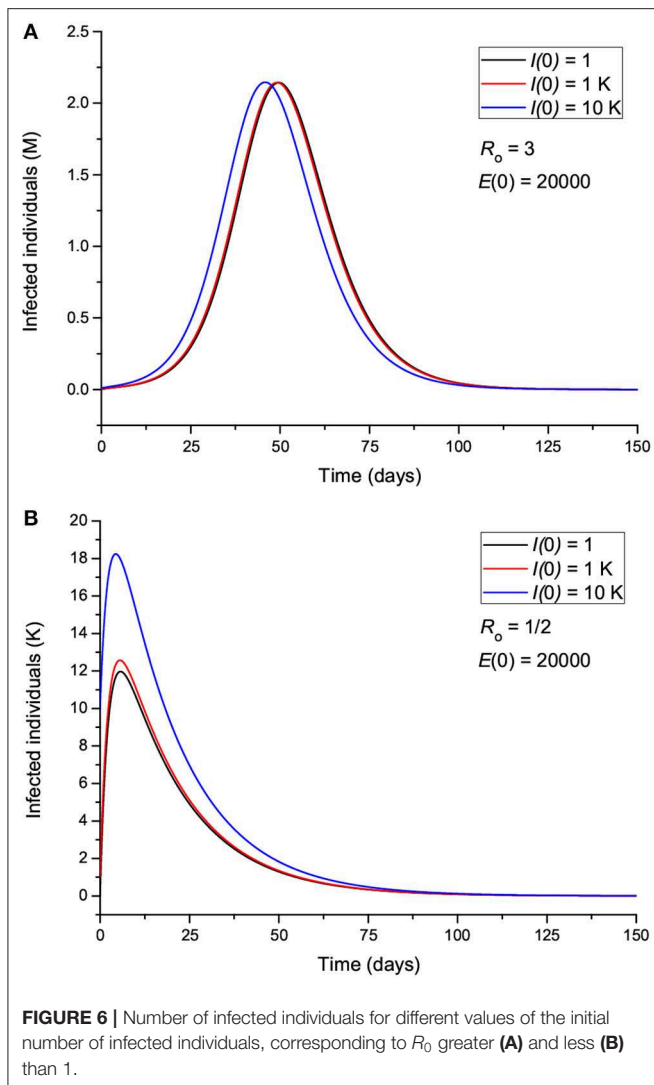 A
2.5
2.0
1.5
1.0
0.5
0.0
Infected individuals (M)
I(0) = 1
I(0) = 1 K
I(0) = 10 K
Ro = 3
E(0) = 20000
0 25 50 75 100 125 150
Time (days)
B
20
18
16
14
12
10
8
6
4
2
0
Infected individuals (K)
I(0) = 1
I(0) = 1 K
I(0) = 10 K
Ro = 1/2
E(0) = 20000
0 25 50 75 100 125 150
Time (days)
FIGURE 6 | Number of infected individuals for different values of the initial
number of infected individuals, corresponding to R0 greater (A) and less (B)
than 1.